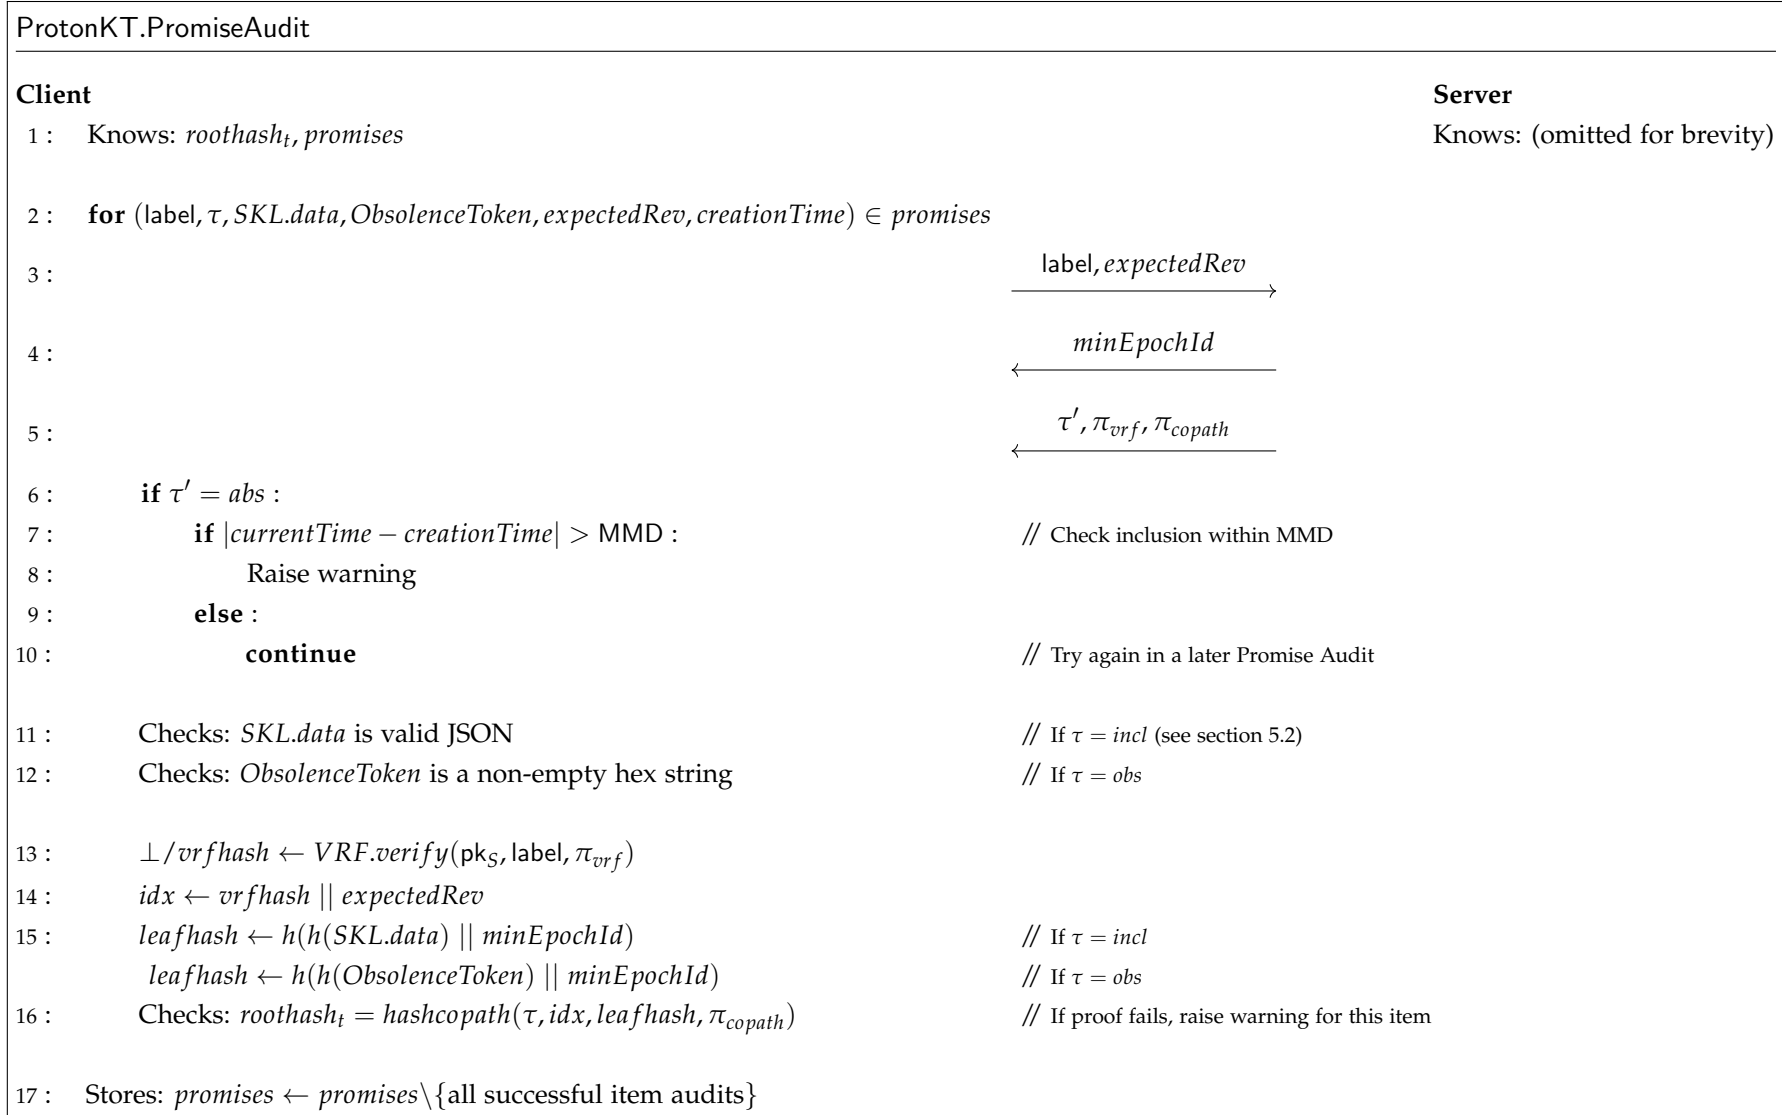 ProtonKT.PromiseAudit
Client Server
1 : Knows: roothashₜ, promises Knows: (omitted for brevity)
2 : for (label, τ, SKL.data, ObsolenceToken, expectedRev, creationTime) ∈ promises
3 : label, expectedRev
4 : minEpochId
5 : τ′, π_vrf, π_copath
6 : if τ′ = abs :
7 : if |currentTime − creationTime| > MMD : // Check inclusion within MMD
8 : Raise warning
9 : else :
10 : continue // Try again in a later Promise Audit
11 : Checks: SKL.data is valid JSON // If τ = incl (see section 5.2)
12 : Checks: ObsolenceToken is a non-empty hex string // If τ = obs
13 : ⊥/vrfhash ← VRF.verify(pk_S, label, π_vrf)
14 : idx ← vrfhash || expectedRev
15 : leafhash ← h(h(SKL.data) || minEpochId) // If τ = incl
leafhash ← h(h(ObsolenceToken) || minEpochId) // If τ = obs
16 : Checks: roothashₜ = hashcopath(τ, idx, leafhash, π_copath) // If proof fails, raise warning for this item
17 : Stores: promises ← promises\{all successful item audits}